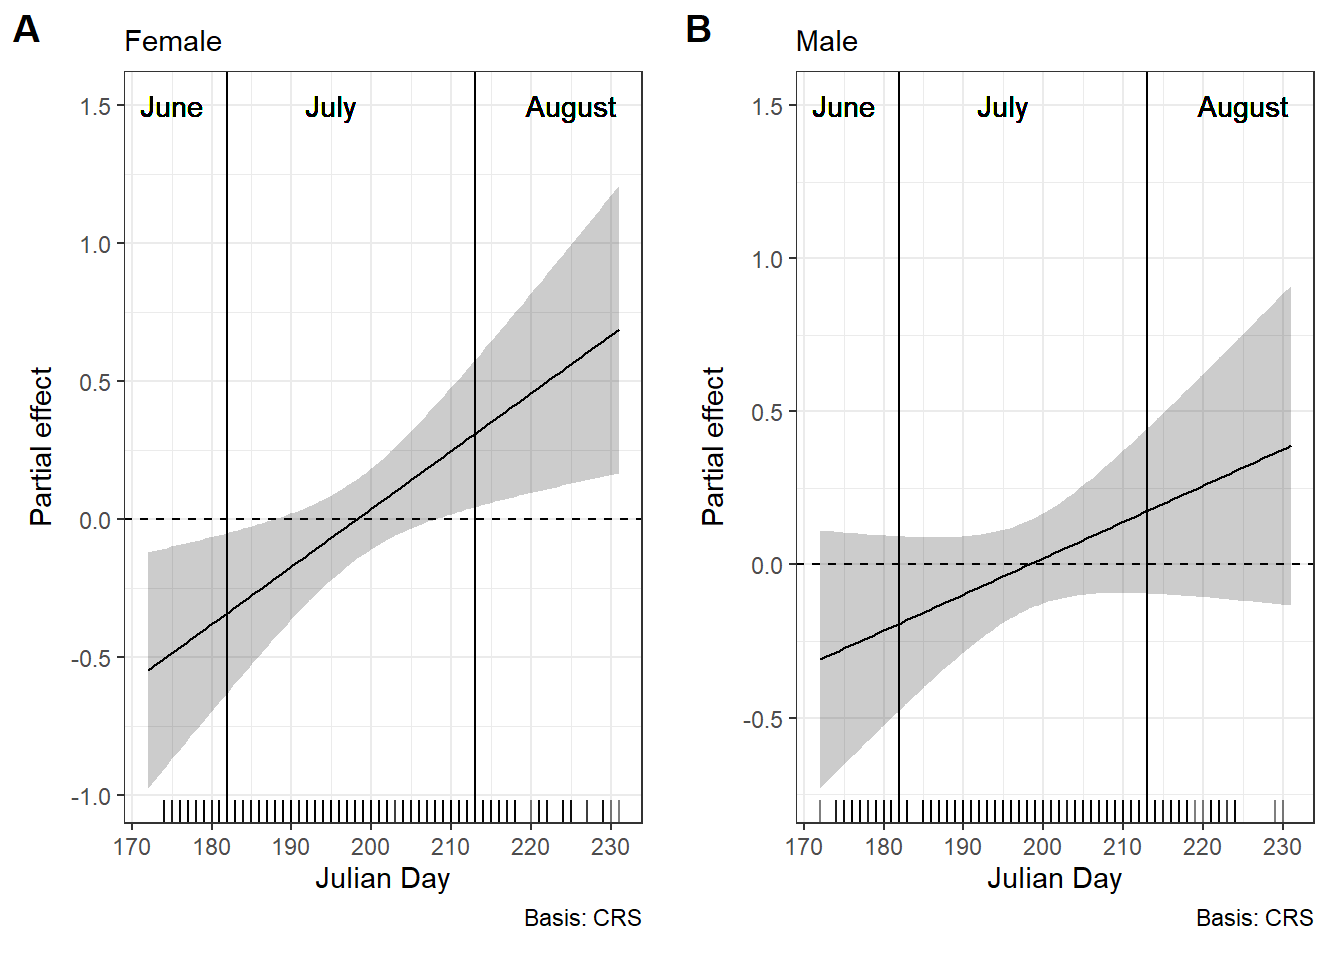 A
Female
June July August
1.5
1.0
0.5
0.0
-0.5
-1.0
Partial effect
170 180 190 200 210 220 230
Julian Day
Basis: CRS
B
Male
June July August
1.5
1.0
0.5
0.0
-0.5
Partial effect
170 180 190 200 210 220 230
Julian Day
Basis: CRS